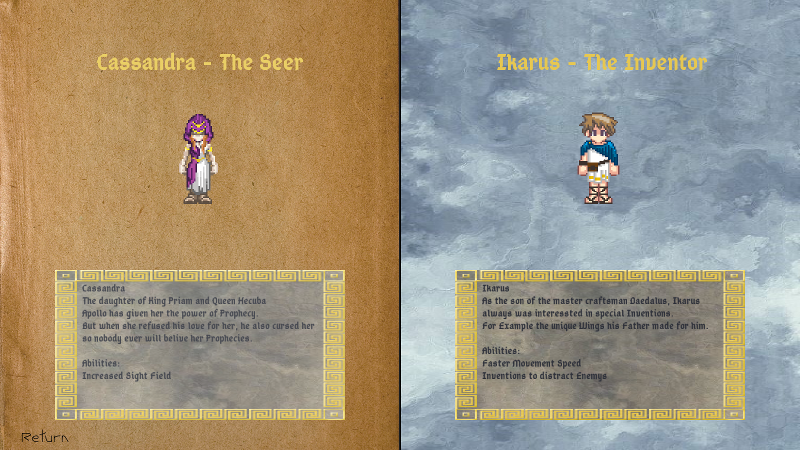 Cassandra - The Seer
Cassandra
The daughter of King Priam and Queen Hecuba
Apollo has given her the power of Prophecy.
But when she refused his love for her, he also cursed her
so nobody ever will belive her Prophecies.
Abilities:
Increased Sight Field
Return
Ikarus - The Inventor
Ikarus
As the son of the master craftsman Daedalus, Ikarus
always was interessted in special Inventions.
For Example the unique Wings his Father made for him.
Abilities:
Faster Movement Speed
Inventions to distract Enemys